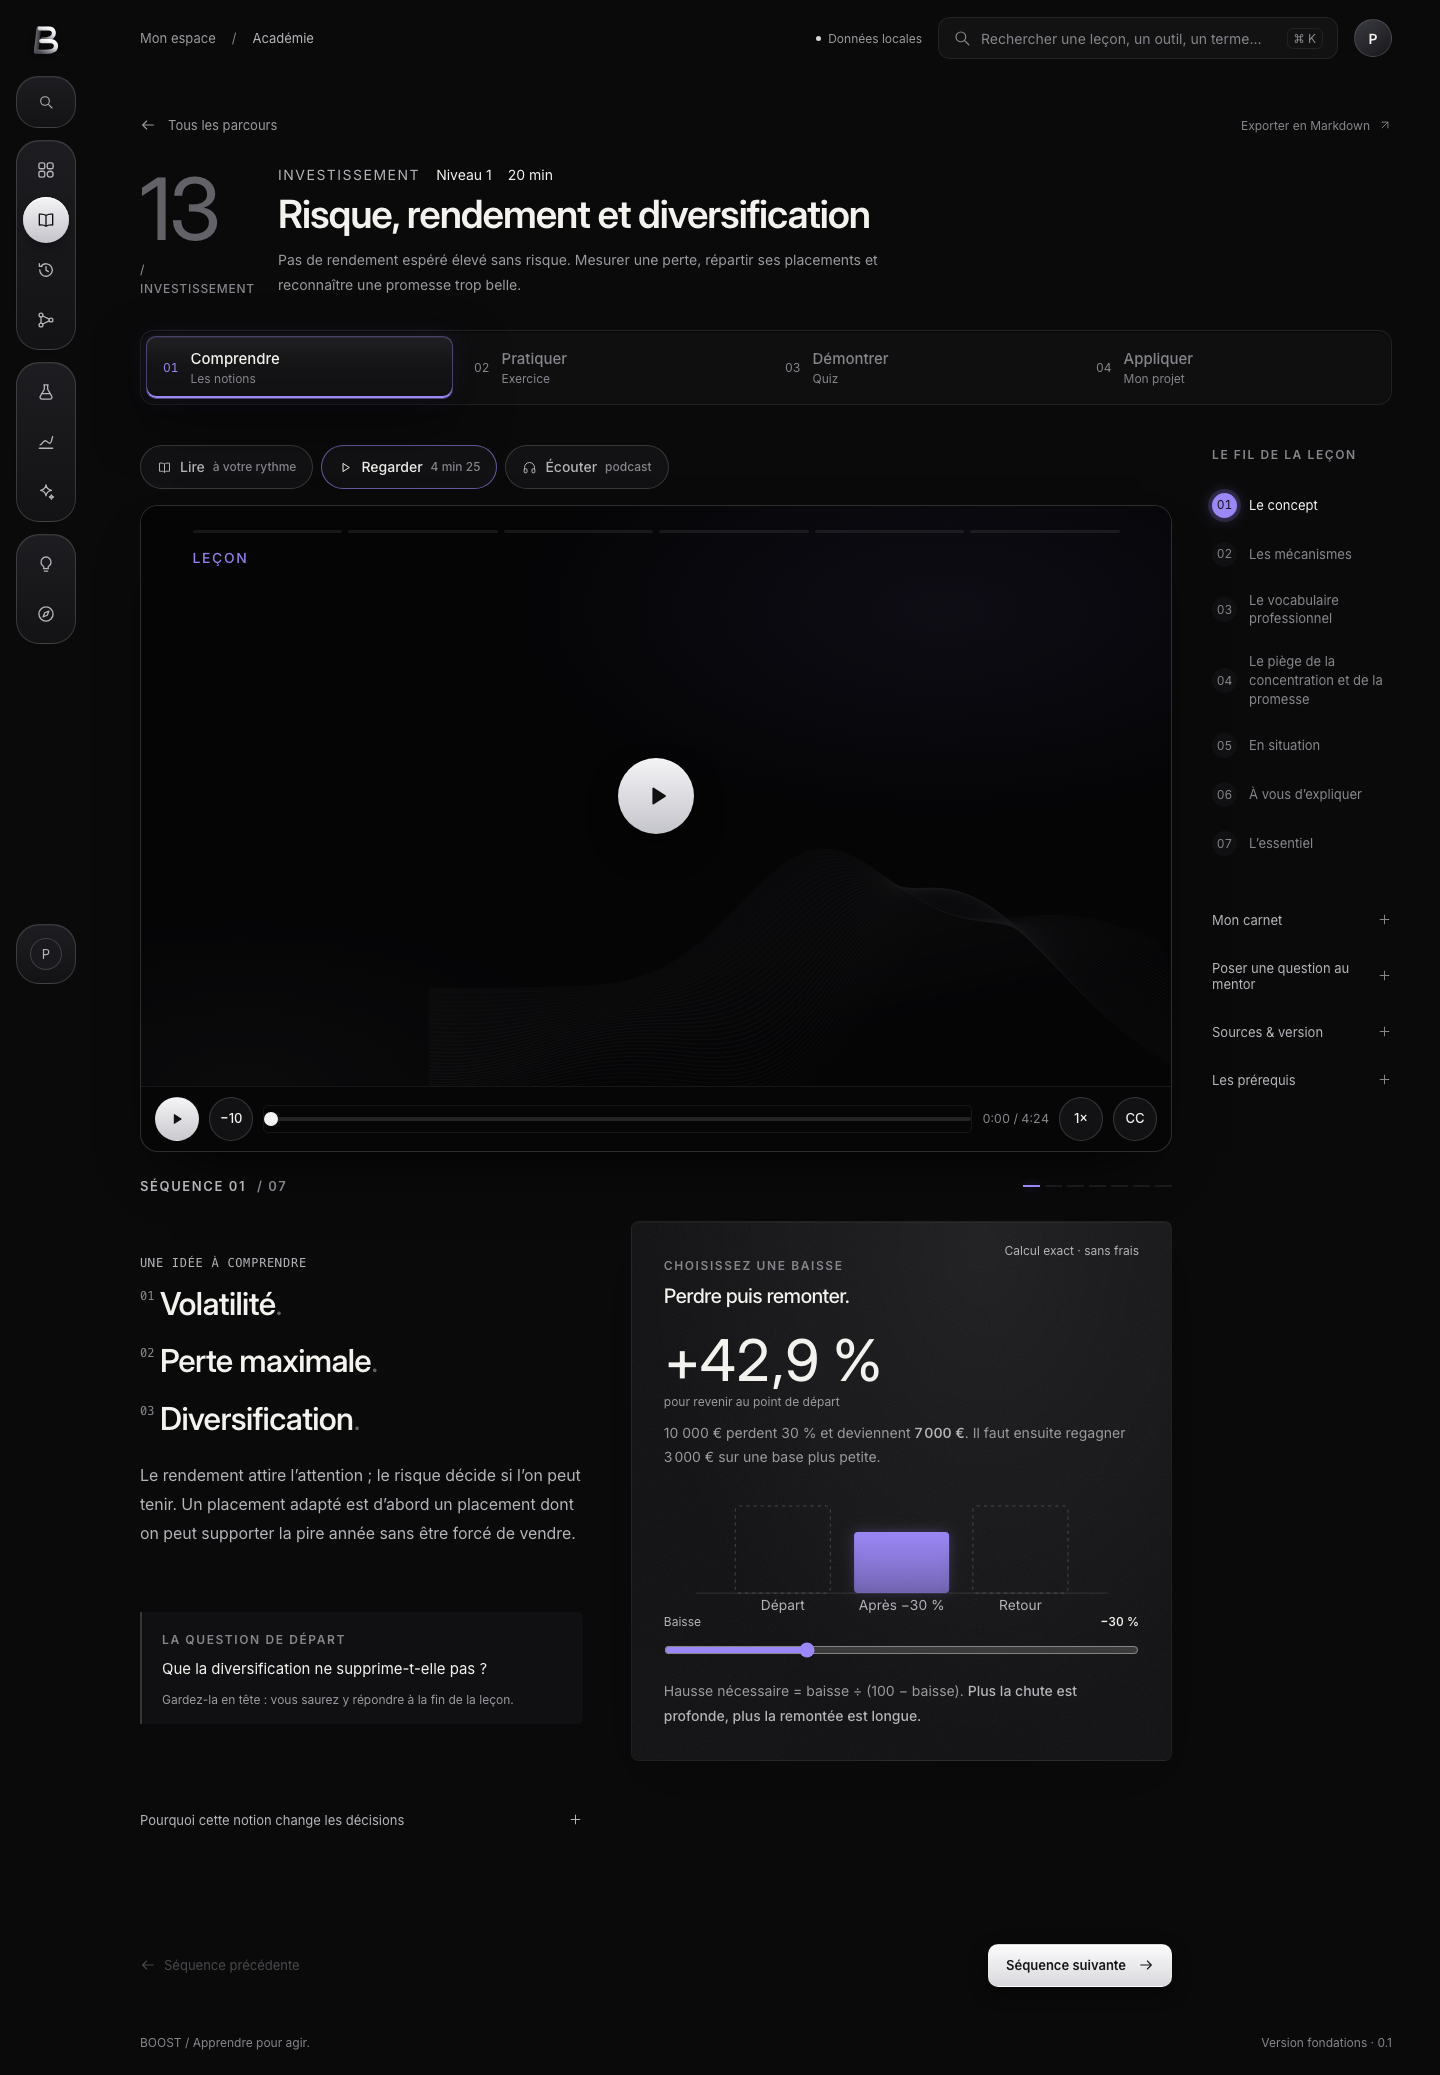 B
Mon espace / Académie
Données locales
Rechercher une leçon, un outil, un terme...
⌘ K
P
← Tous les parcours
Exporter en Markdown ↗
13
/
INVESTISSEMENT
INVESTISSEMENT Niveau 1 20 min
Risque, rendement et diversification
Pas de rendement espéré élevé sans risque. Mesurer une perte, répartir ses placements et
reconnaître une promesse trop belle.
01 Comprendre
Les notions
02 Pratiquer
Exercice
03 Démontrer
Quiz
04 Appliquer
Mon projet
Lire à votre rythme
Regarder 4 min 25
Écouter podcast
LEÇON
−10
0:00 / 4:24
1×
CC
LE FIL DE LA LEÇON
01 Le concept
02 Les mécanismes
03 Le vocabulaire
professionnel
04 Le piège de la
concentration et de la
promesse
05 En situation
06 À vous d’expliquer
07 L’essentiel
Mon carnet +
Poser une question au
mentor +
Sources & version +
Les prérequis +
P
SÉQUENCE 01 / 07
UNE IDÉE À COMPRENDRE
01 Volatilité.
02 Perte maximale.
03 Diversification.
Le rendement attire l’attention ; le risque décide si l’on peut
tenir. Un placement adapté est d’abord un placement dont
on peut supporter la pire année sans être forcé de vendre.
LA QUESTION DE DÉPART
Que la diversification ne supprime-t-elle pas ?
Gardez-la en tête : vous saurez y répondre à la fin de la leçon.
Pourquoi cette notion change les décisions +
Calcul exact · sans frais
CHOISISSEZ UNE BAISSE
Perdre puis remonter.
+42,9 %
pour revenir au point de départ
10 000 € perdent 30 % et deviennent 7 000 €. Il faut ensuite regagner
3 000 € sur une base plus petite.
Départ
Après −30 %
Retour
Baisse
−30 %
Hausse nécessaire = baisse ÷ (100 − baisse). Plus la chute est
profonde, plus la remontée est longue.
← Séquence précédente
Séquence suivante →
BOOST / Apprendre pour agir.
Version fondations · 0.1